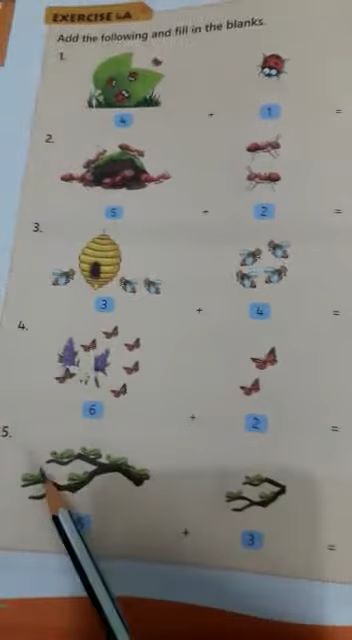 EXERCISE 4A
Add the following and fill in the blanks.
1.
4 + 1 =
2.
5 + 2 =
3.
3 + 4 =
4.
6 + 2 =
5.
+ 3 =